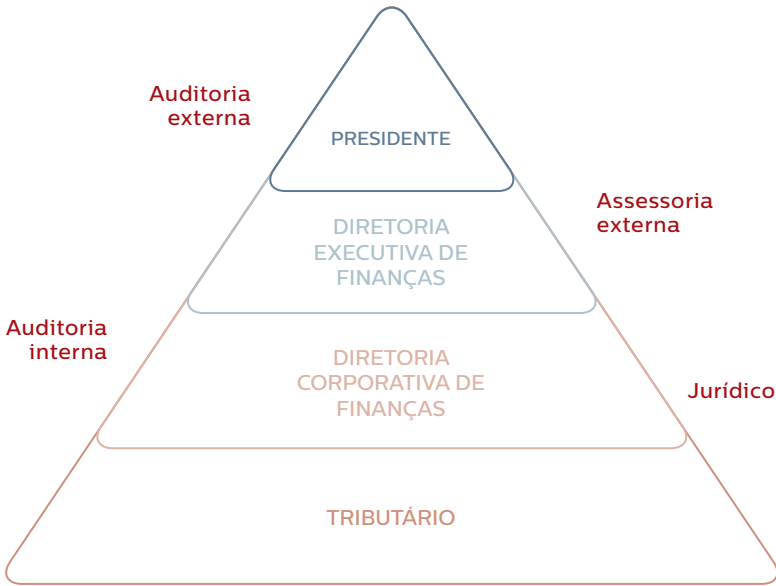 Auditoria
externa
PRESIDENTE
Assessoria
externa
DIRETORIA
EXECUTIVA DE
FINANÇAS
Auditoria
interna
DIRETORIA
CORPORATIVA DE
FINANÇAS
Jurídico
TRIBUTÁRIO